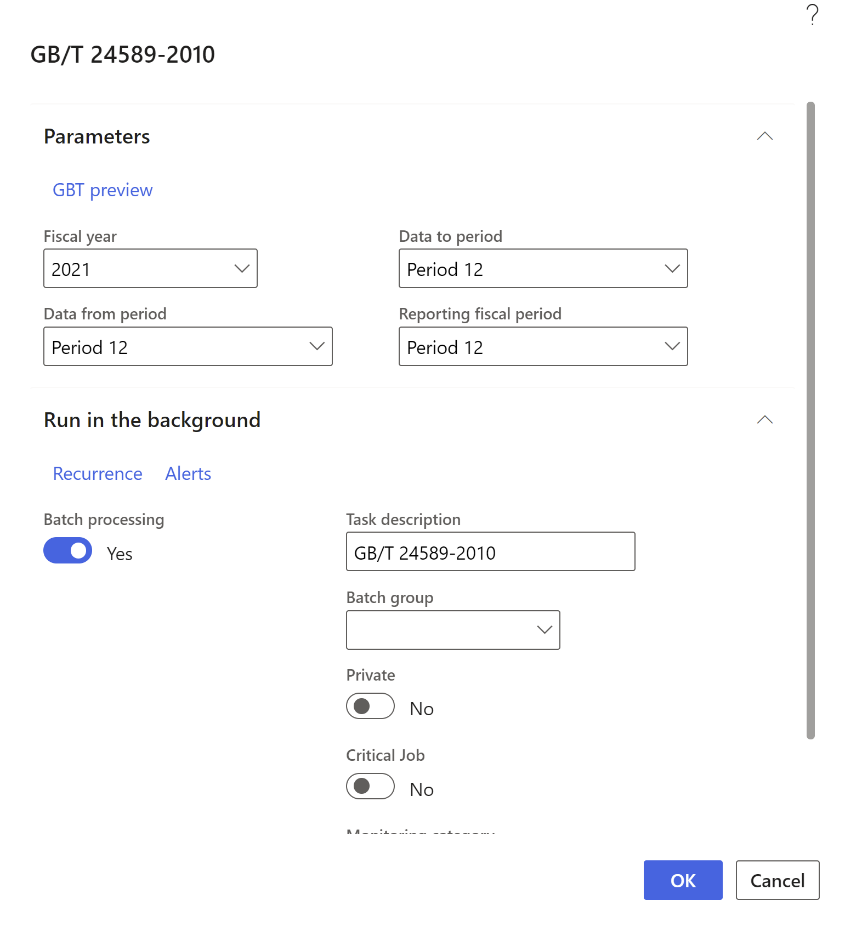 ?
GB/T 24589-2010
Parameters
GBT preview
Fiscal year
2021
Data to period
Period 12
Data from period
Period 12
Reporting fiscal period
Period 12
Run in the background
Recurrence Alerts
Batch processing
Yes
Task description
GB/T 24589-2010
Batch group
Private
No
Critical Job
No
Monitoring category
OK Cancel